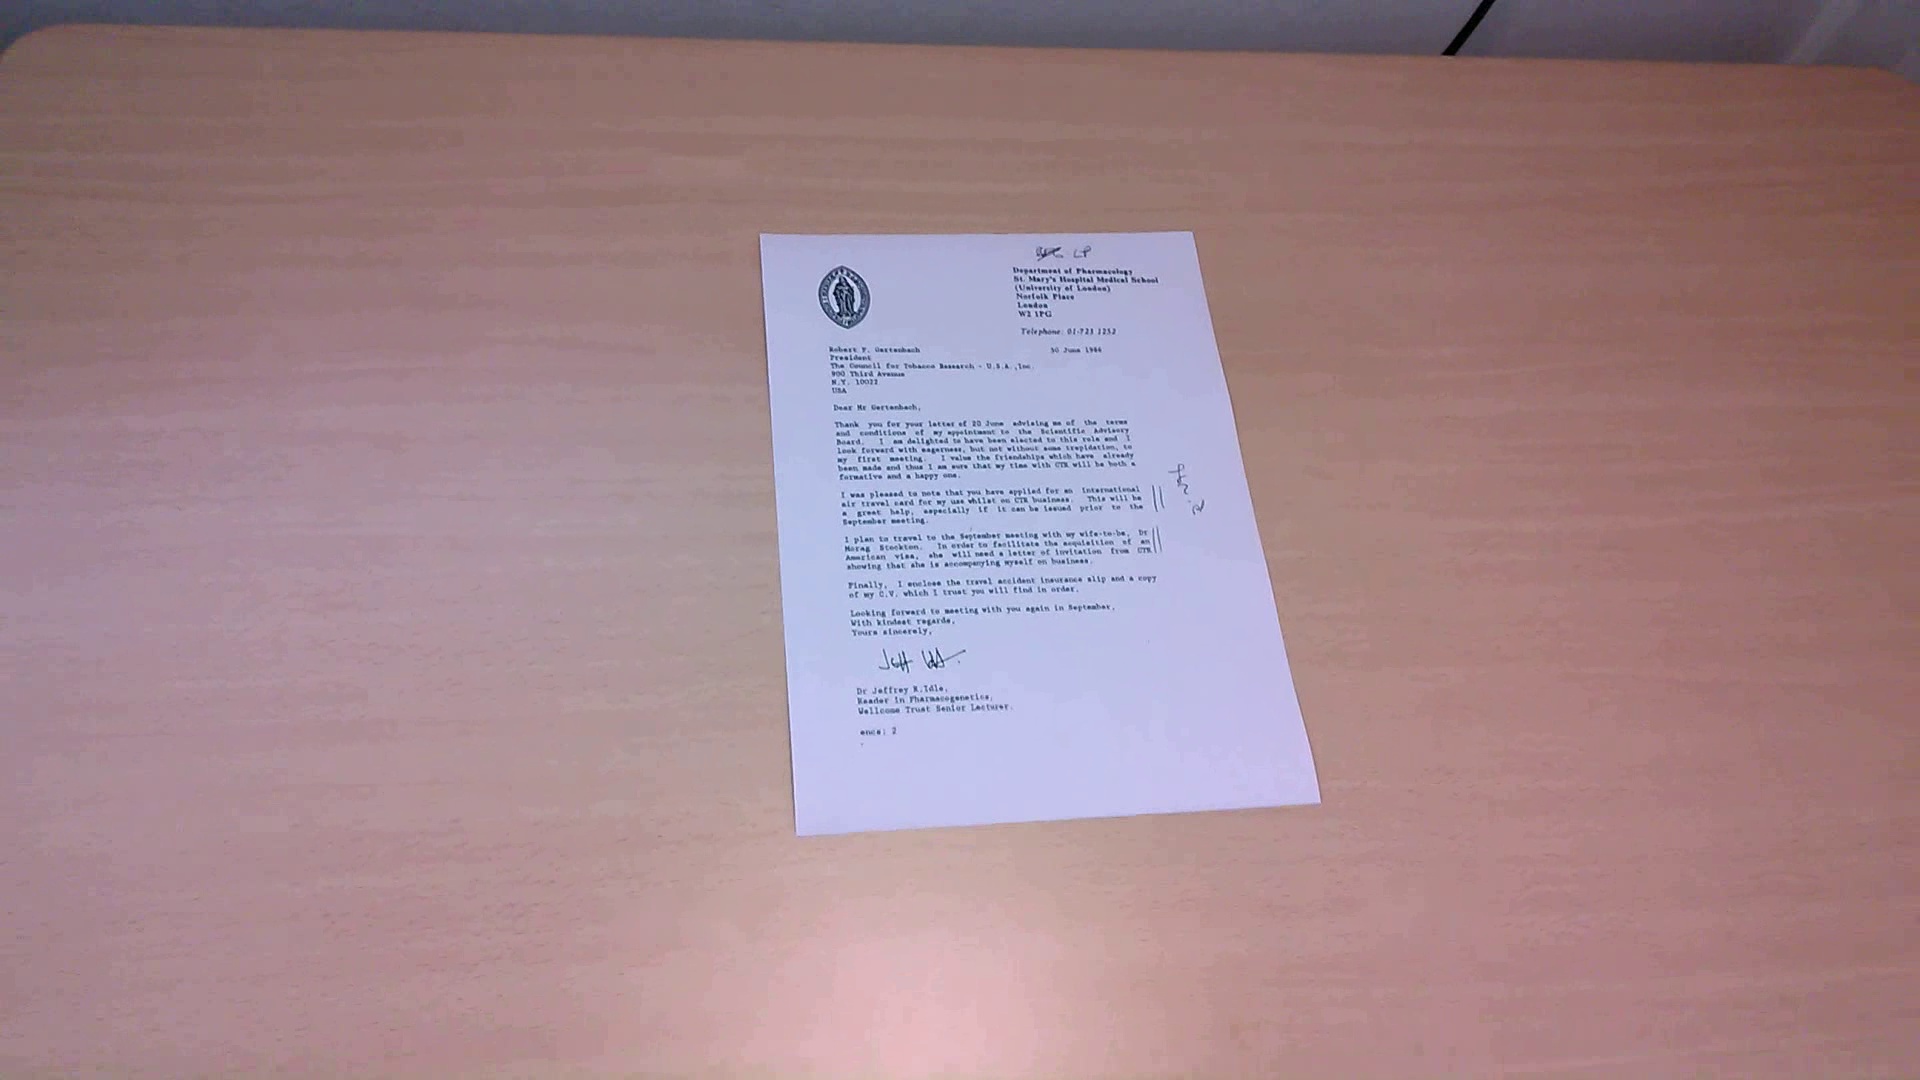 LP
Department of Pharmacology
St. Mary's Hospital Medical School
(University of London)
Norfolk Place
London
W2 1PG
Telephone: 01-723 1252
Robert F. Gertenbach
30 June 1986
President
The Council for Tobacco Research - U.S.A.,Inc.
900 Third Avenue
N.Y. 10022
USA
Dear Mr Gertenbach,
Thank you for your letter of 20 June advising me of the terms
and conditions of my appointment to the Scientific Advisory
Board. I am delighted to have been elected to this role and I
look forward with eagerness, but not without some trepidation, to
my first meeting. I value the friendships which have already
been made and thus I am sure that my time with CTR will be both a
formative and a happy one.
I was pleased to note that you have applied for an International
air travel card for my use whilst on CTR business. This will be
a great help, especially if it can be issued prior to the
September meeting.
I plan to travel to the September meeting with my wife-to-be, Dr
Morag Stockton. In order to facilitate the acquisition of an
American visa, she will need a letter of invitation from CTR
showing that she is accompanying myself on business.
Finally, I enclose the travel accident insurance slip and a copy
of my C.V. which I trust you will find in order.
Looking forward to meeting with you again in September,
With kindest regards,
Yours sincerely,
Dr Jeffrey R.Idle,
Reader in Pharmacogenetics,
Wellcome Trust Senior Lecturer.
encs: 2